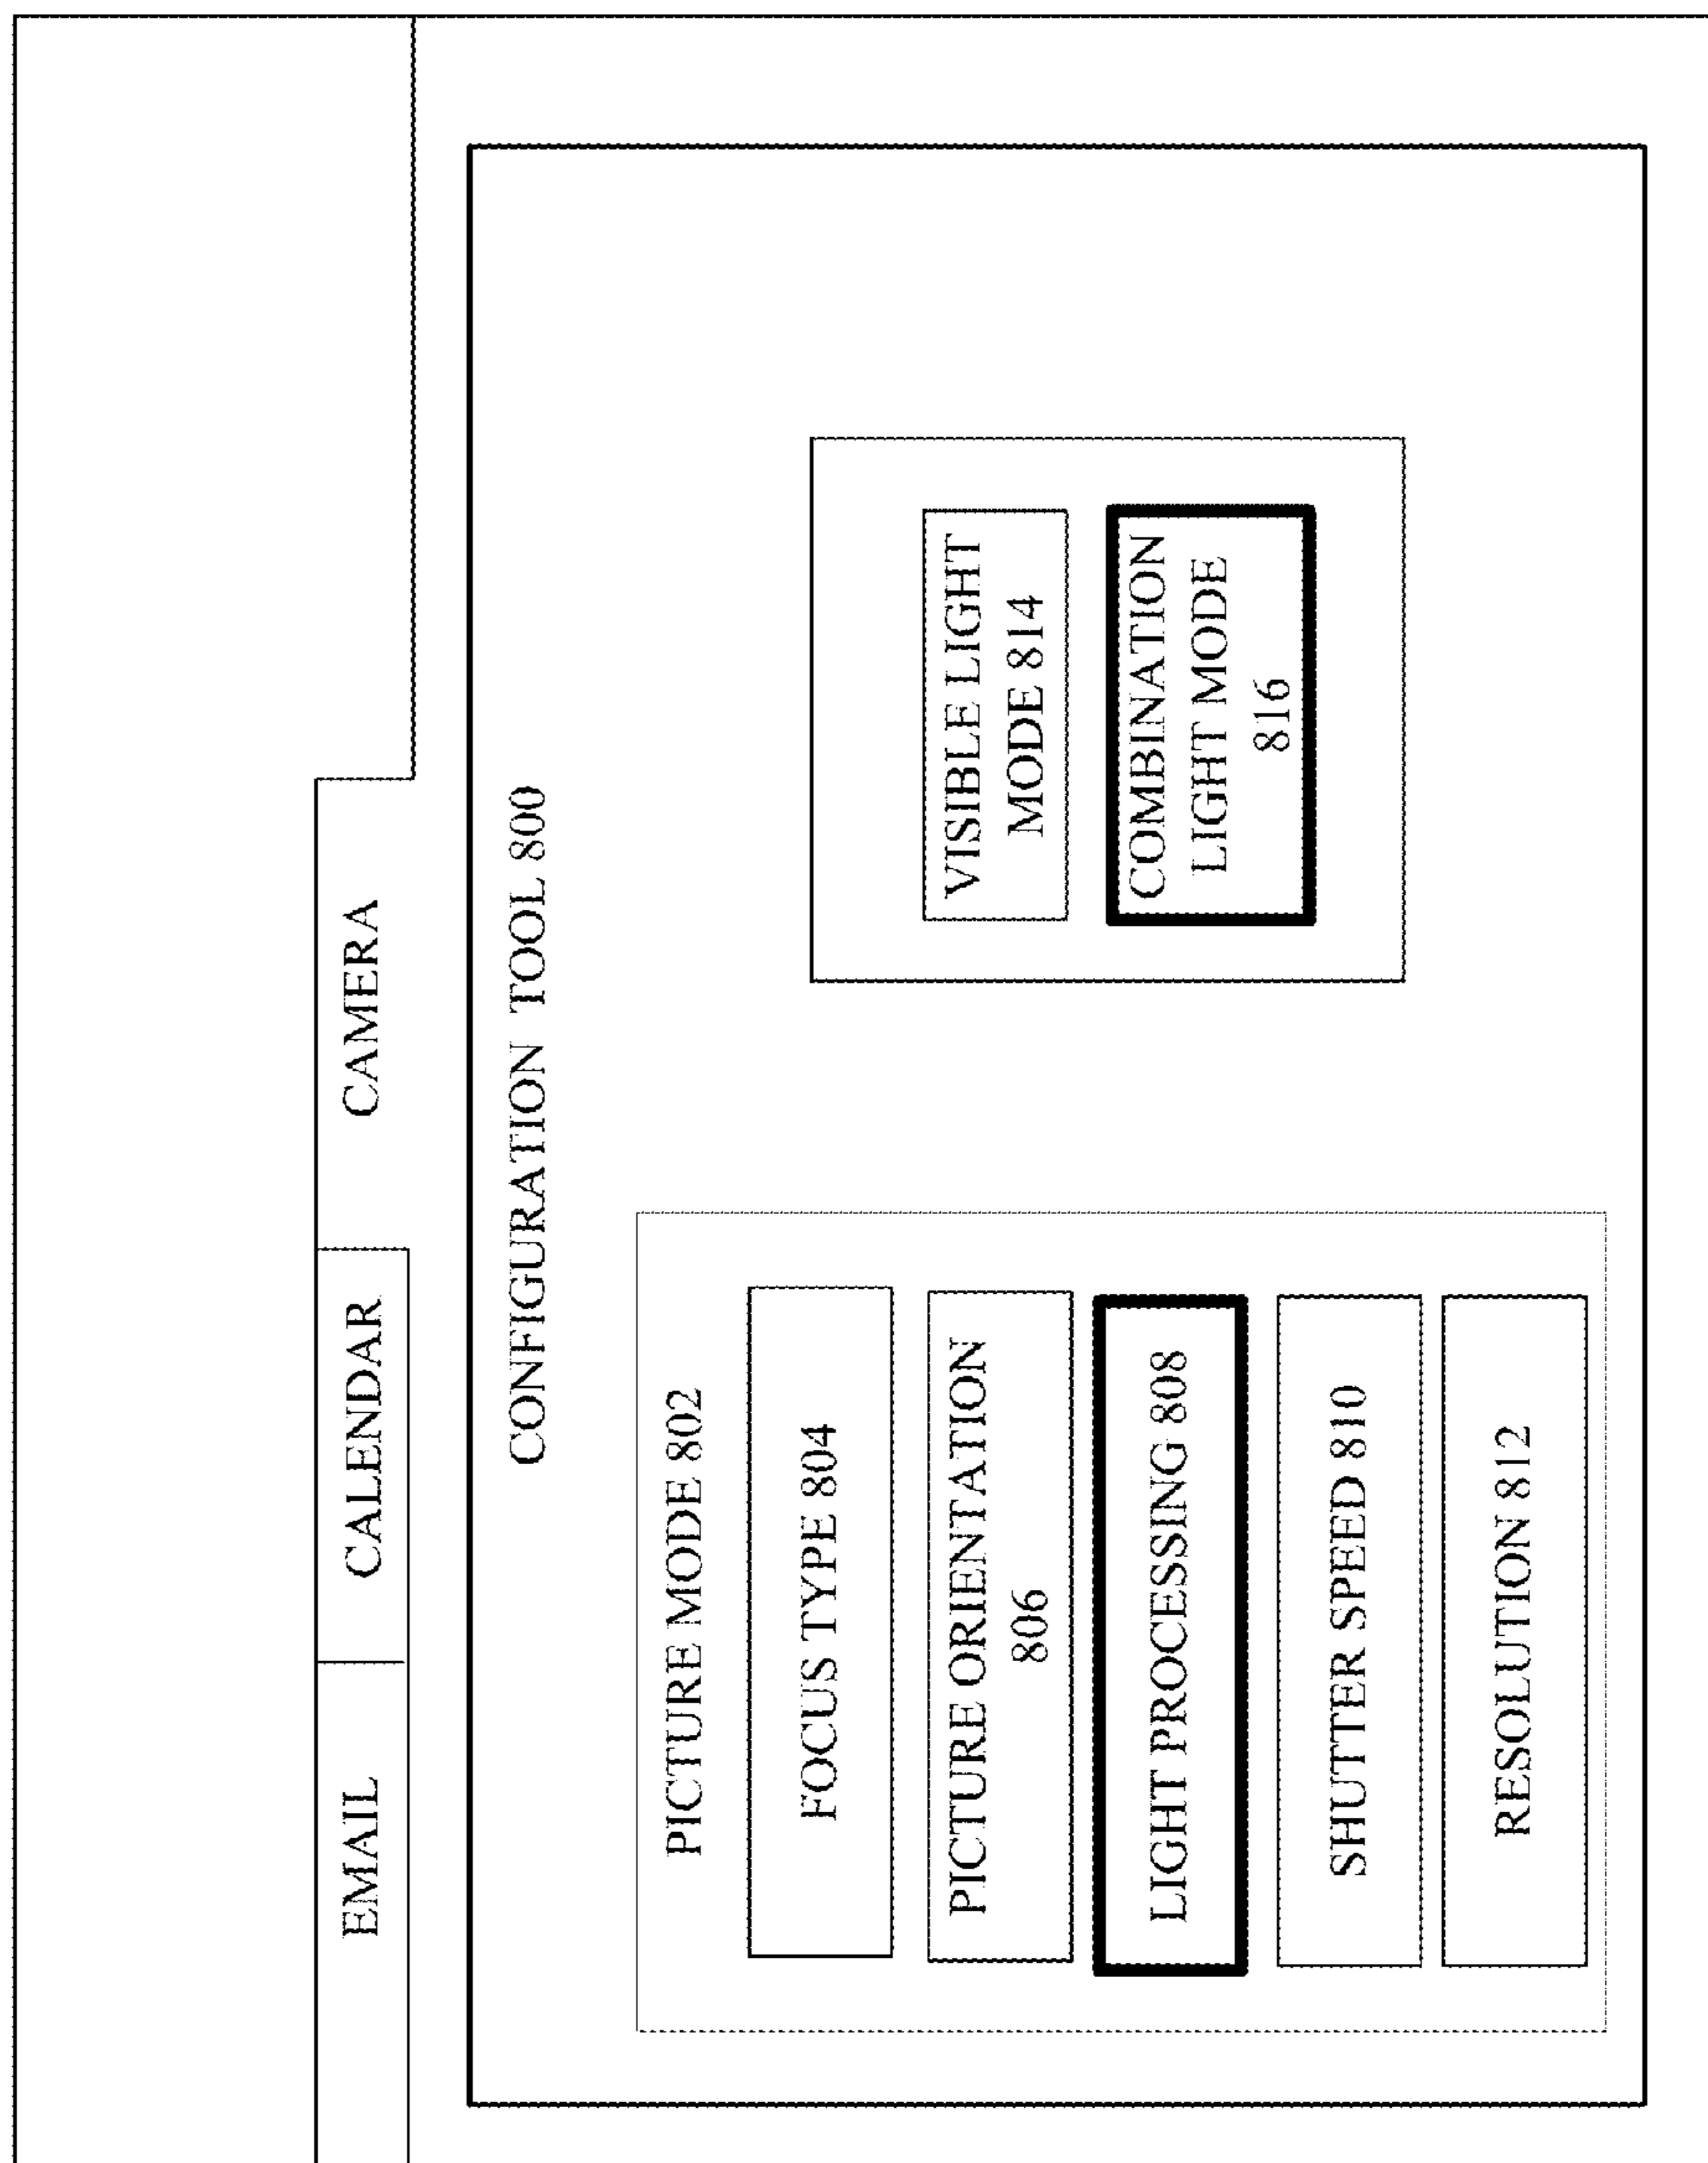 EMAIL
CALENDAR
CAMERA
CONFIGURATION TOOL 800
PICTURE MODE 802
FOCUS TYPE 804
PICTURE ORIENTATION
806
LIGHT PROCESSING 808
SHUTTER SPEED 810
RESOLUTION 812
VISIBLE LIGHT
MODE 814
COMBINATION
LIGHT MODE
816